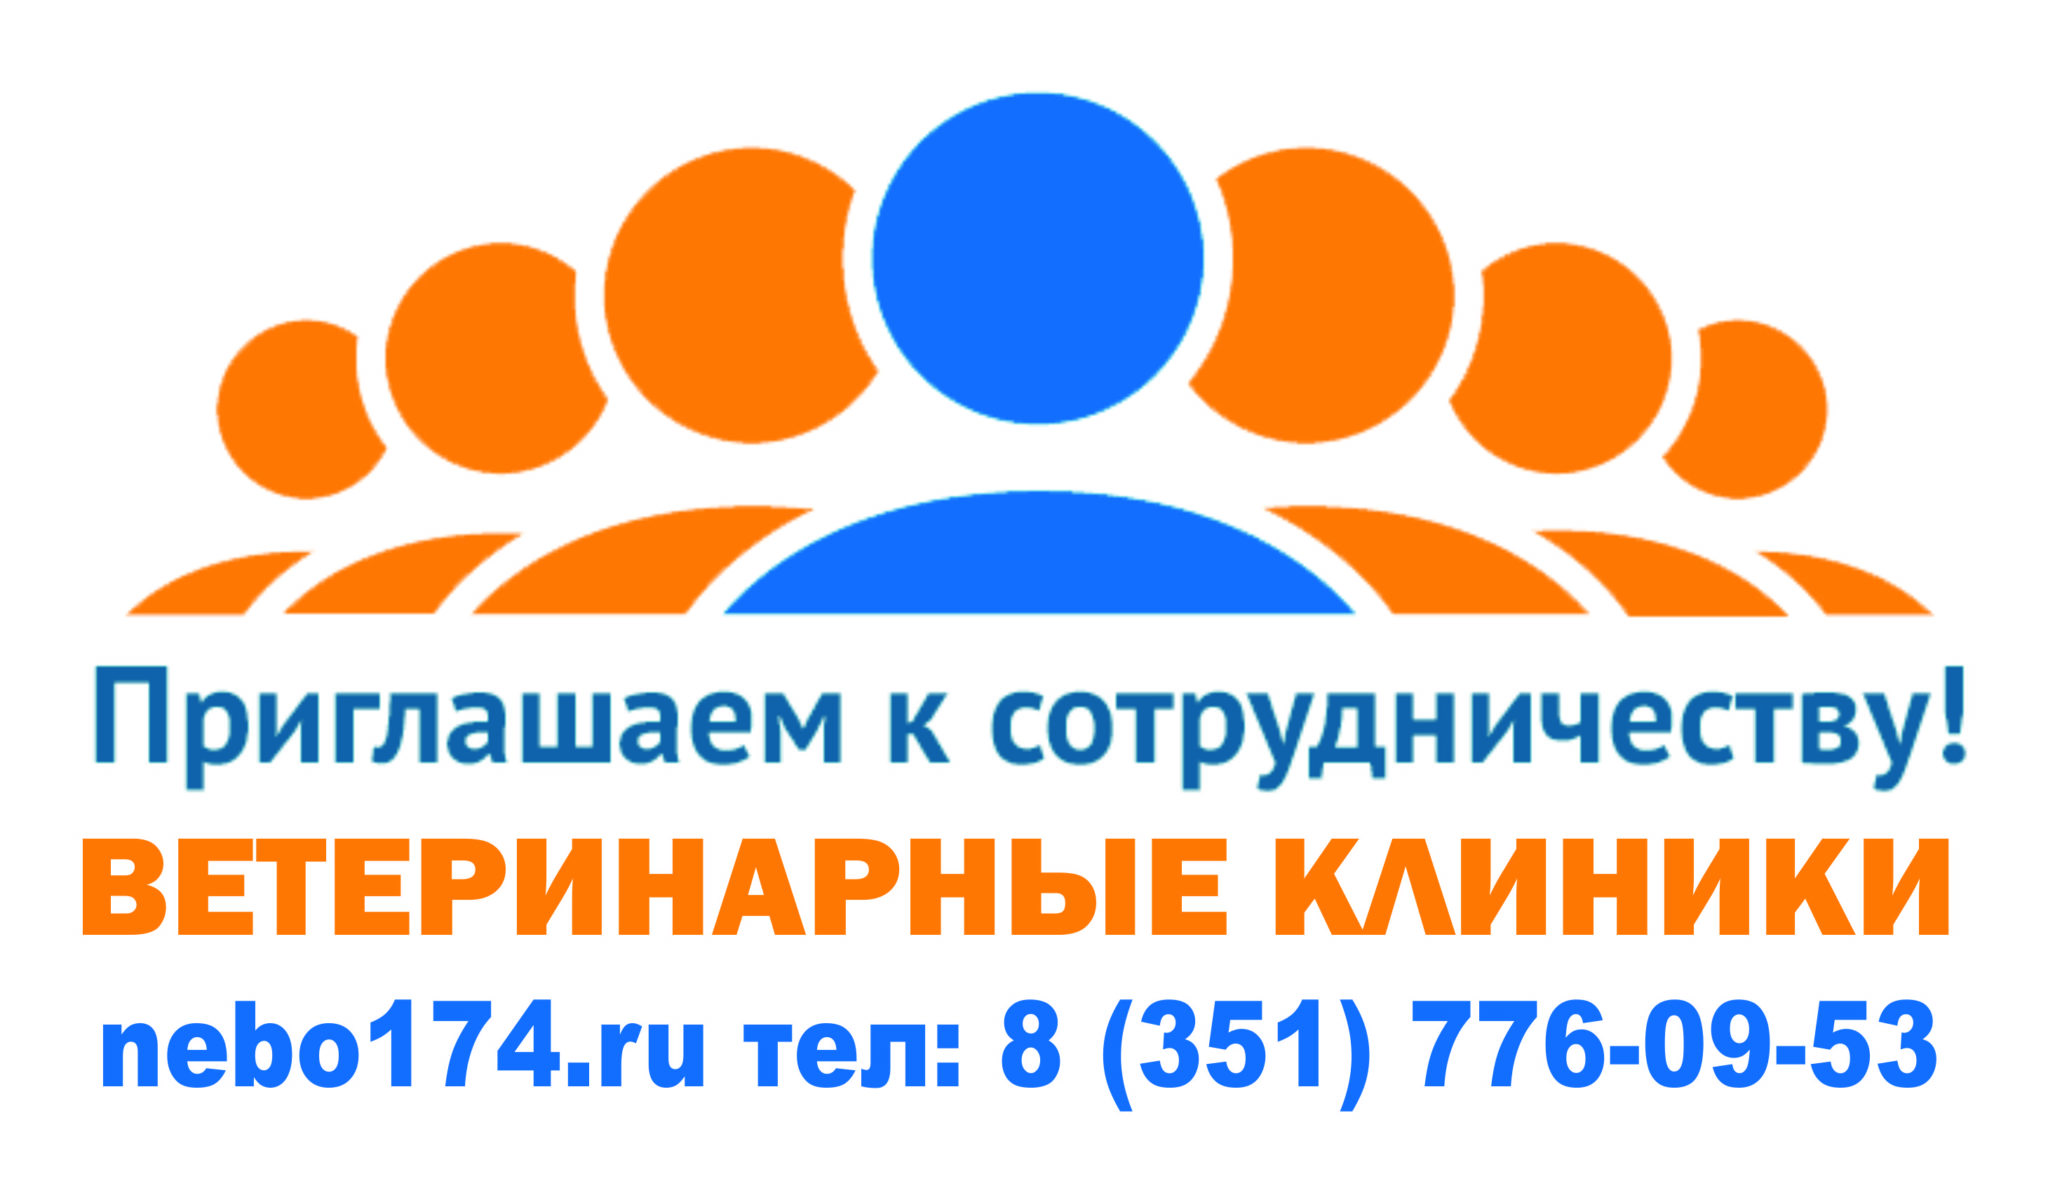 Приглашаем к сотрудничеству!
ВЕТЕРИНАРНЫЕ КЛИНИКИ
nebo174.ru тел: 8 (351) 776-09-53